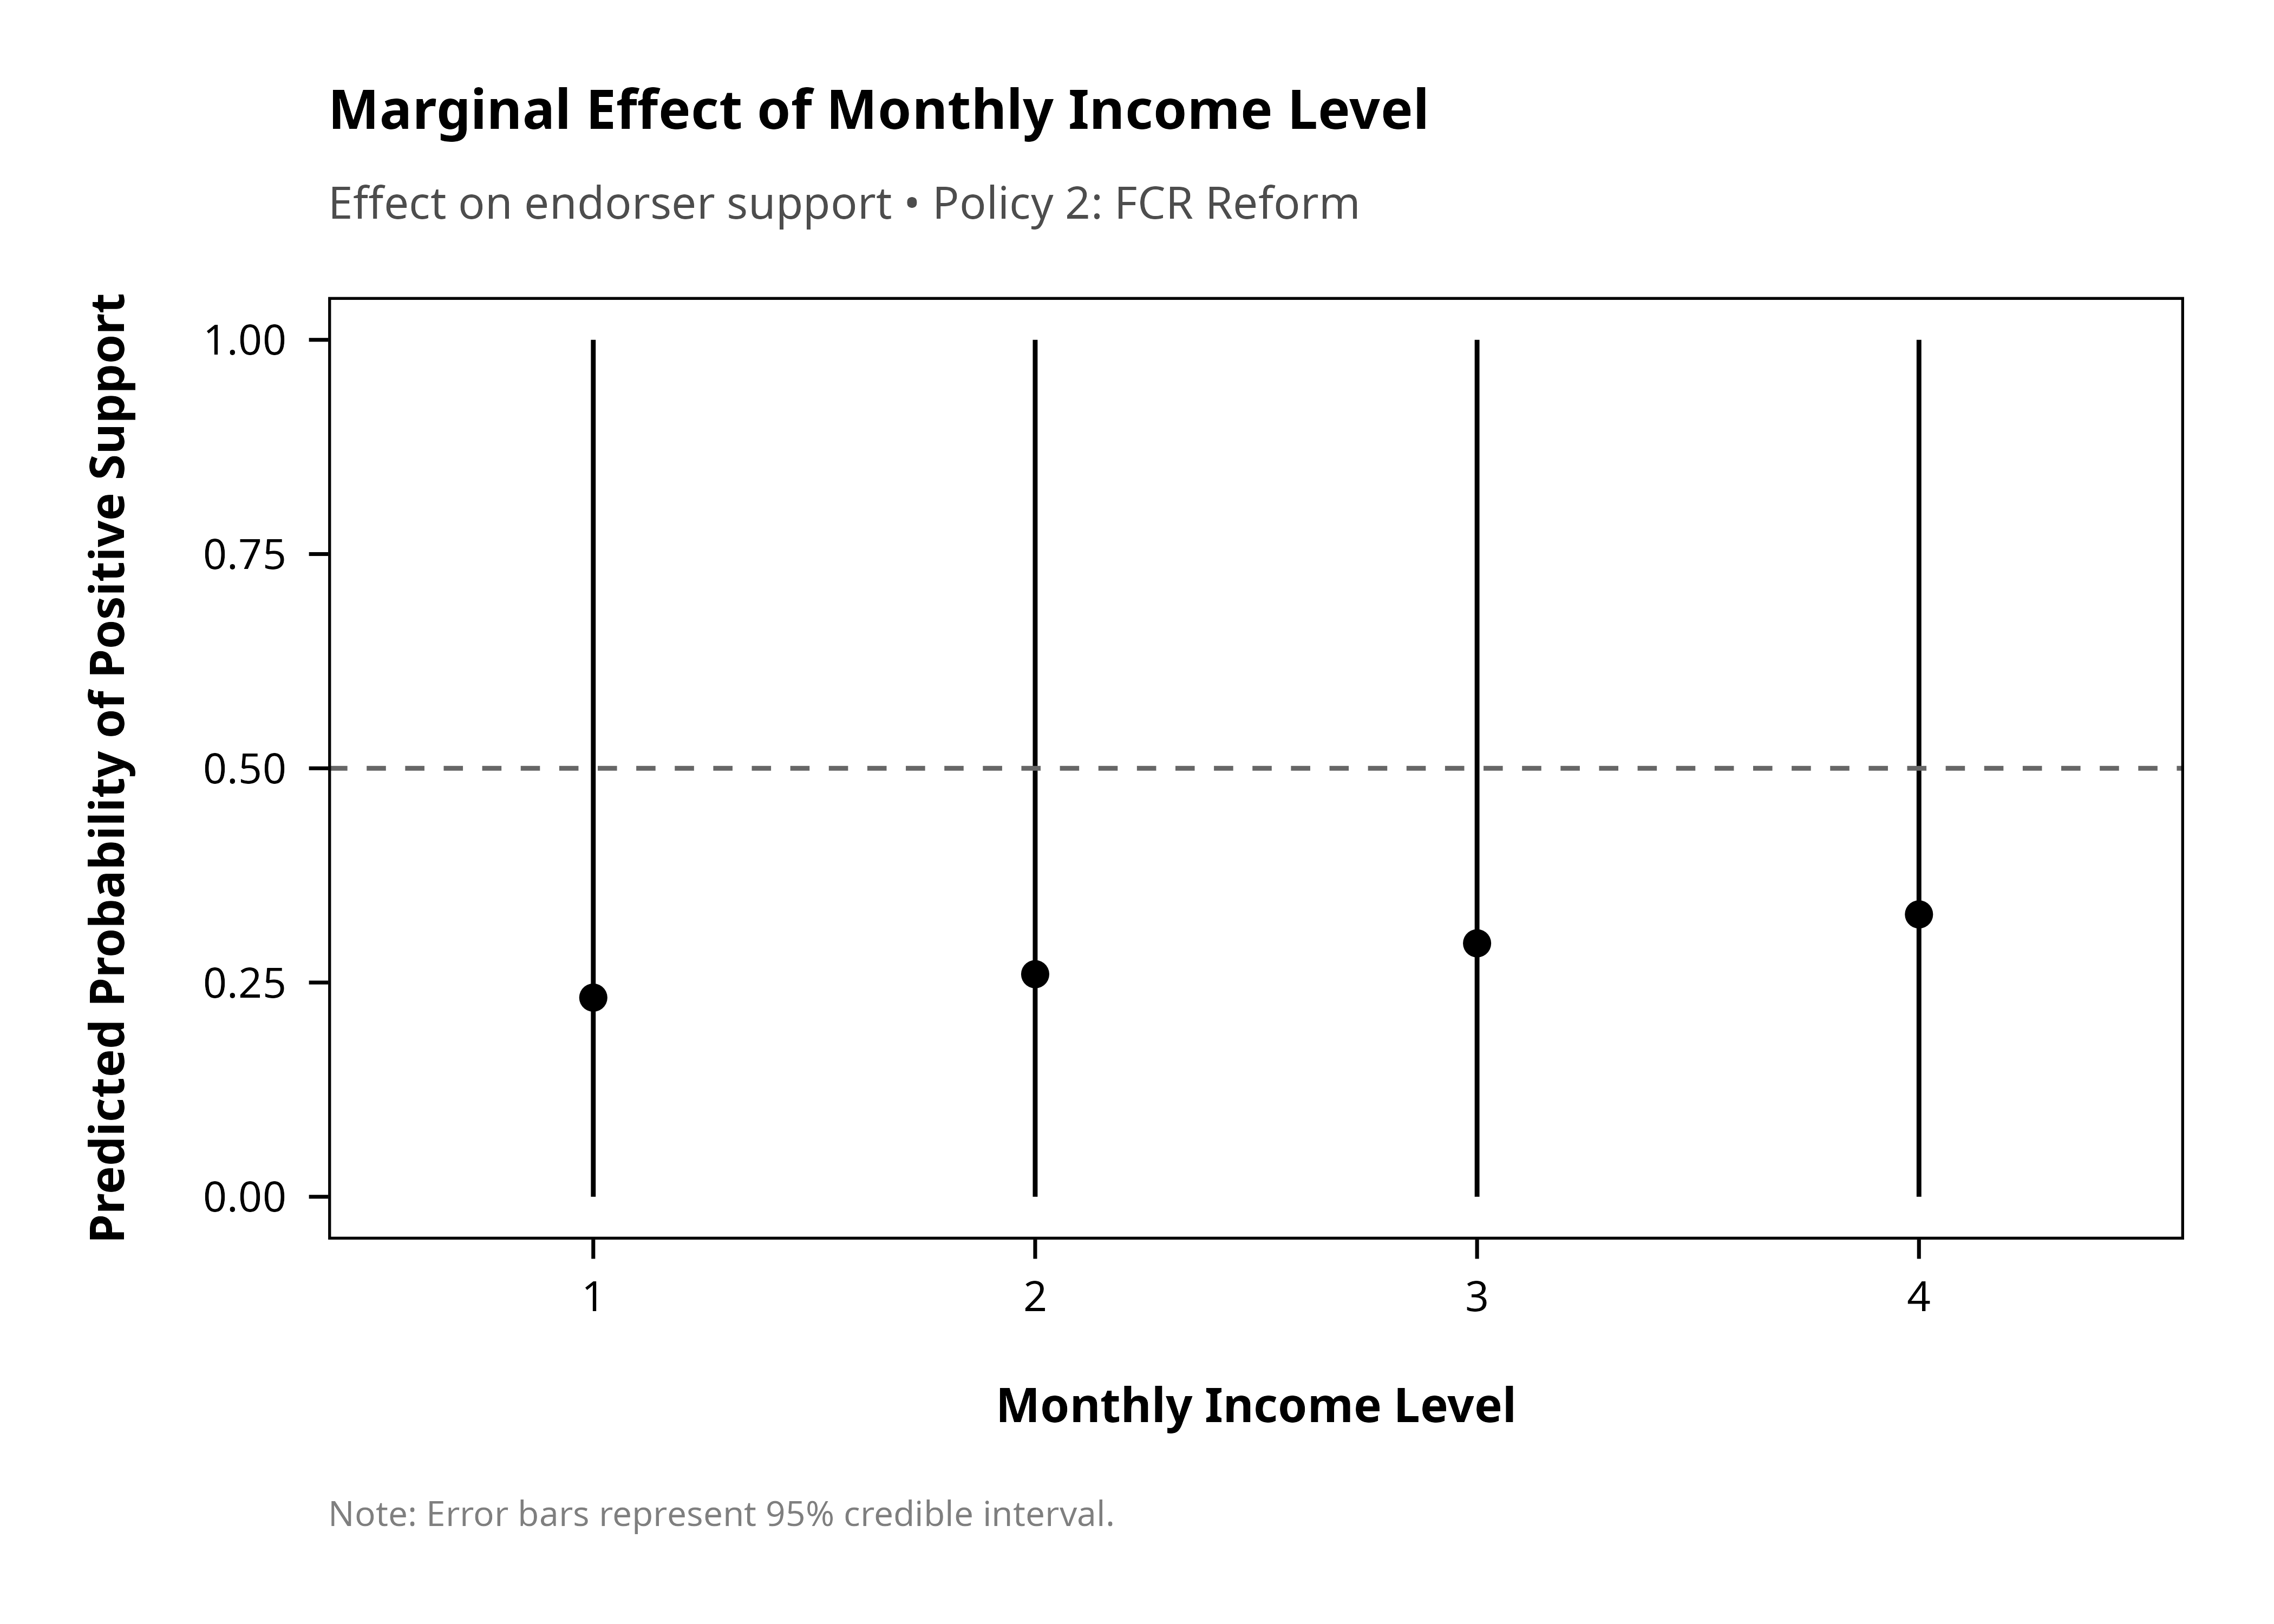 Marginal Effect of Monthly Income Level
Effect on endorser support • Policy 2: FCR Reform
Predicted Probability of Positive Support
1.00
0.75
0.50
0.25
0.00
1
2
3
4
Monthly Income Level
Note: Error bars represent 95% credible interval.